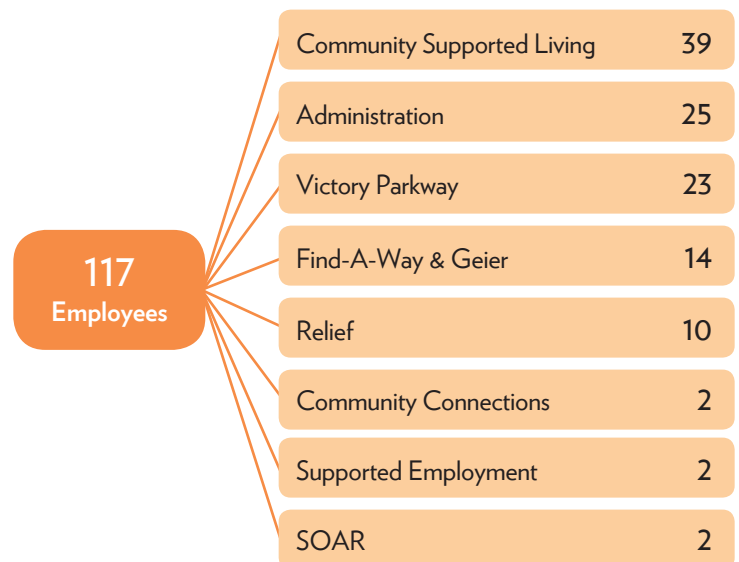 117
Employees
Community Supported Living 39
Administration 25
Victory Parkway 23
Find-A-Way & Geier 14
Relief 10
Community Connections 2
Supported Employment 2
SOAR 2